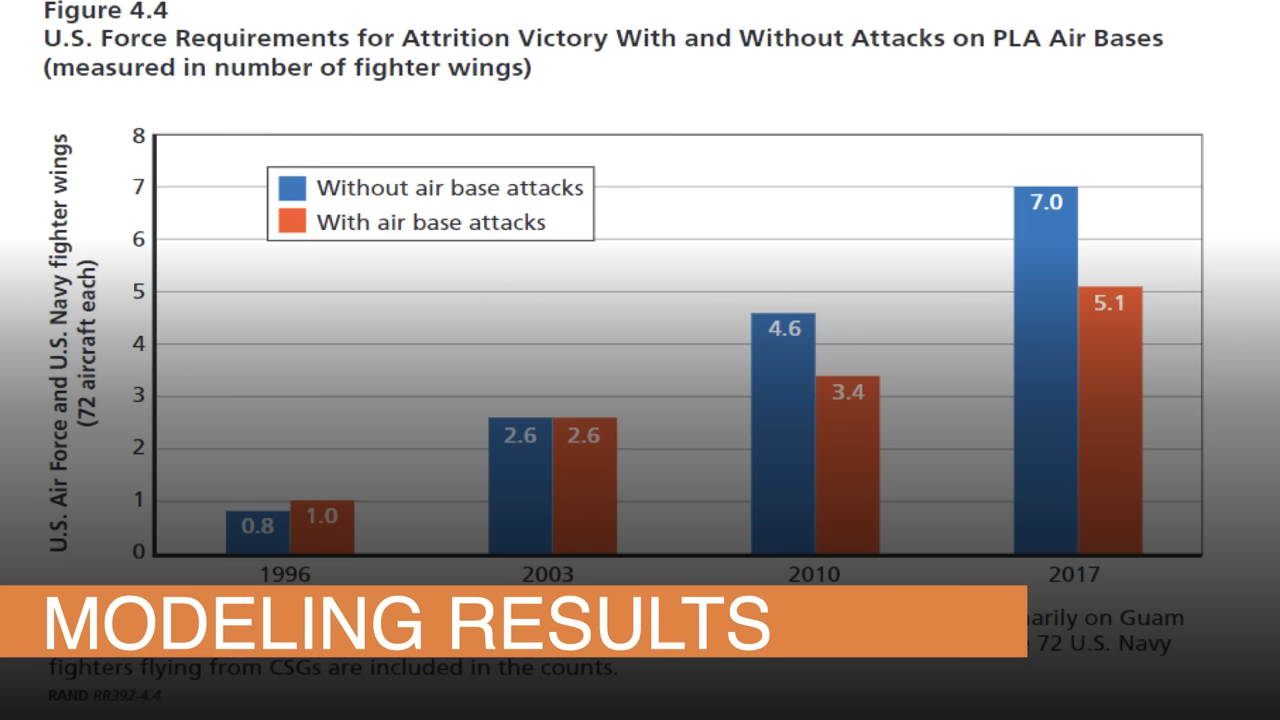 Figure 4.4
U.S. Force Requirements for Attrition Victory With and Without Attacks on PLA Air Bases
(measured in number of fighter wings)
U.S. Air Force and U.S. Navy fighter wings
(72 aircraft each)
8
7
6
5
4
3
2
1
0
Without air base attacks
With air base attacks
0.8
1.0
2.6
2.6
4.6
3.4
7.0
5.1
1996
2003
2010
2017
MODELING RESULTS
on Guam
72 U.S. Navy
fighters flying from CSGs are included in the counts.
RAND RR392-4.4